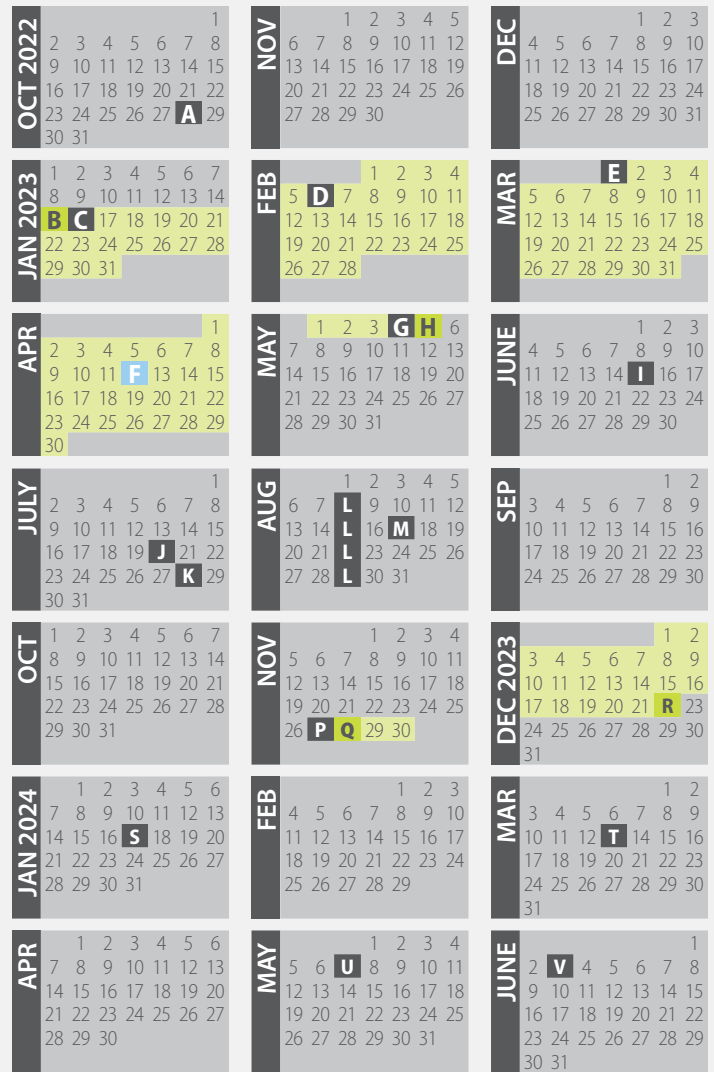 OCT 2022
1
2 3 4 5 6 7 8
9 10 11 12 13 14 15
16 17 18 19 20 21 22
23 24 25 26 27 A 29
30 31
NOV
1 2 3 4 5
6 7 8 9 10 11 12
13 14 15 16 17 18 19
20 21 22 23 24 25 26
27 28 29 30
DEC
1 2 3
4 5 6 7 8 9 10
11 12 13 14 15 16 17
18 19 20 21 22 23 24
25 26 27 28 29 30 31
JAN 2023
1 2 3 4 5 6 7
8 9 10 11 12 13 14
B C 17 18 19 20 21
22 23 24 25 26 27 28
29 30 31
FEB
1 2 3 4
5 D 7 8 9 10 11
12 13 14 15 16 17 18
19 20 21 22 23 24 25
26 27 28
MAR
E 2 3 4
5 6 7 8 9 10 11
12 13 14 15 16 17 18
19 20 21 22 23 24 25
26 27 28 29 30 31
APR
1
2 3 4 5 6 7 8
9 10 11 F 13 14 15
16 17 18 19 20 21 22
23 24 25 26 27 28 29
30
MAY
1 2 3 G H 6
7 8 9 10 11 12 13
14 15 16 17 18 19 20
21 22 23 24 25 26 27
28 29 30 31
JUNE
1 2 3
4 5 6 7 8 9 10
11 12 13 14 I 16 17
18 19 20 21 22 23 24
25 26 27 28 29 30
JULY
1
2 3 4 5 6 7 8
9 10 11 12 13 14 15
16 17 18 19 J 21 22
23 24 25 26 27 K 29
30 31
AUG
1 2 3 4 5
6 7 L 9 10 11 12
13 14 L 16 M 18 19
20 21 L 23 24 25 26
27 28 L 30 31
SEP
1 2
3 4 5 6 7 8 9
10 11 12 13 14 15 16
17 18 19 20 21 22 23
24 25 26 27 28 29 30
OCT
1 2 3 4 5 6 7
8 9 10 11 12 13 14
15 16 17 18 19 20 21
22 23 24 25 26 27 28
29 30 31
NOV
1 2 3 4
5 6 7 8 9 10 11
12 13 14 15 16 17 18
19 20 21 22 23 24 25
26 P Q 29 30
DEC 2023
1 2
3 4 5 6 7 8 9
10 11 12 13 14 15 16
17 18 19 20 21 R 23
24 25 26 27 28 29 30
31
JAN 2024
1 2 3 4 5 6
7 8 9 10 11 12 13
14 15 16 S 18 19 20
21 22 23 24 25 26 27
28 29 30 31
FEB
1 2 3
4 5 6 7 8 9 10
11 12 13 14 15 16 17
18 19 20 21 22 23 24
25 26 27 28 29
MAR
1 2
3 4 5 6 7 8 9
10 11 12 T 14 15 16
17 18 19 20 21 22 23
24 25 26 27 28 29 30
31
APR
1 2 3 4 5 6
7 8 9 10 11 12 13
14 15 16 17 18 19 20
21 22 23 24 25 26 27
28 29 30
MAY
1 2 3 4
5 6 U 8 9 10 11
12 13 14 15 16 17 18
19 20 21 22 23 24 25
26 27 28 29 30 31
JUNE
1
2 V 4 5 6 7 8
9 10 11 12 13 14 15
16 17 18 19 20 21 22
23 24 25 26 27 28 29
30 31